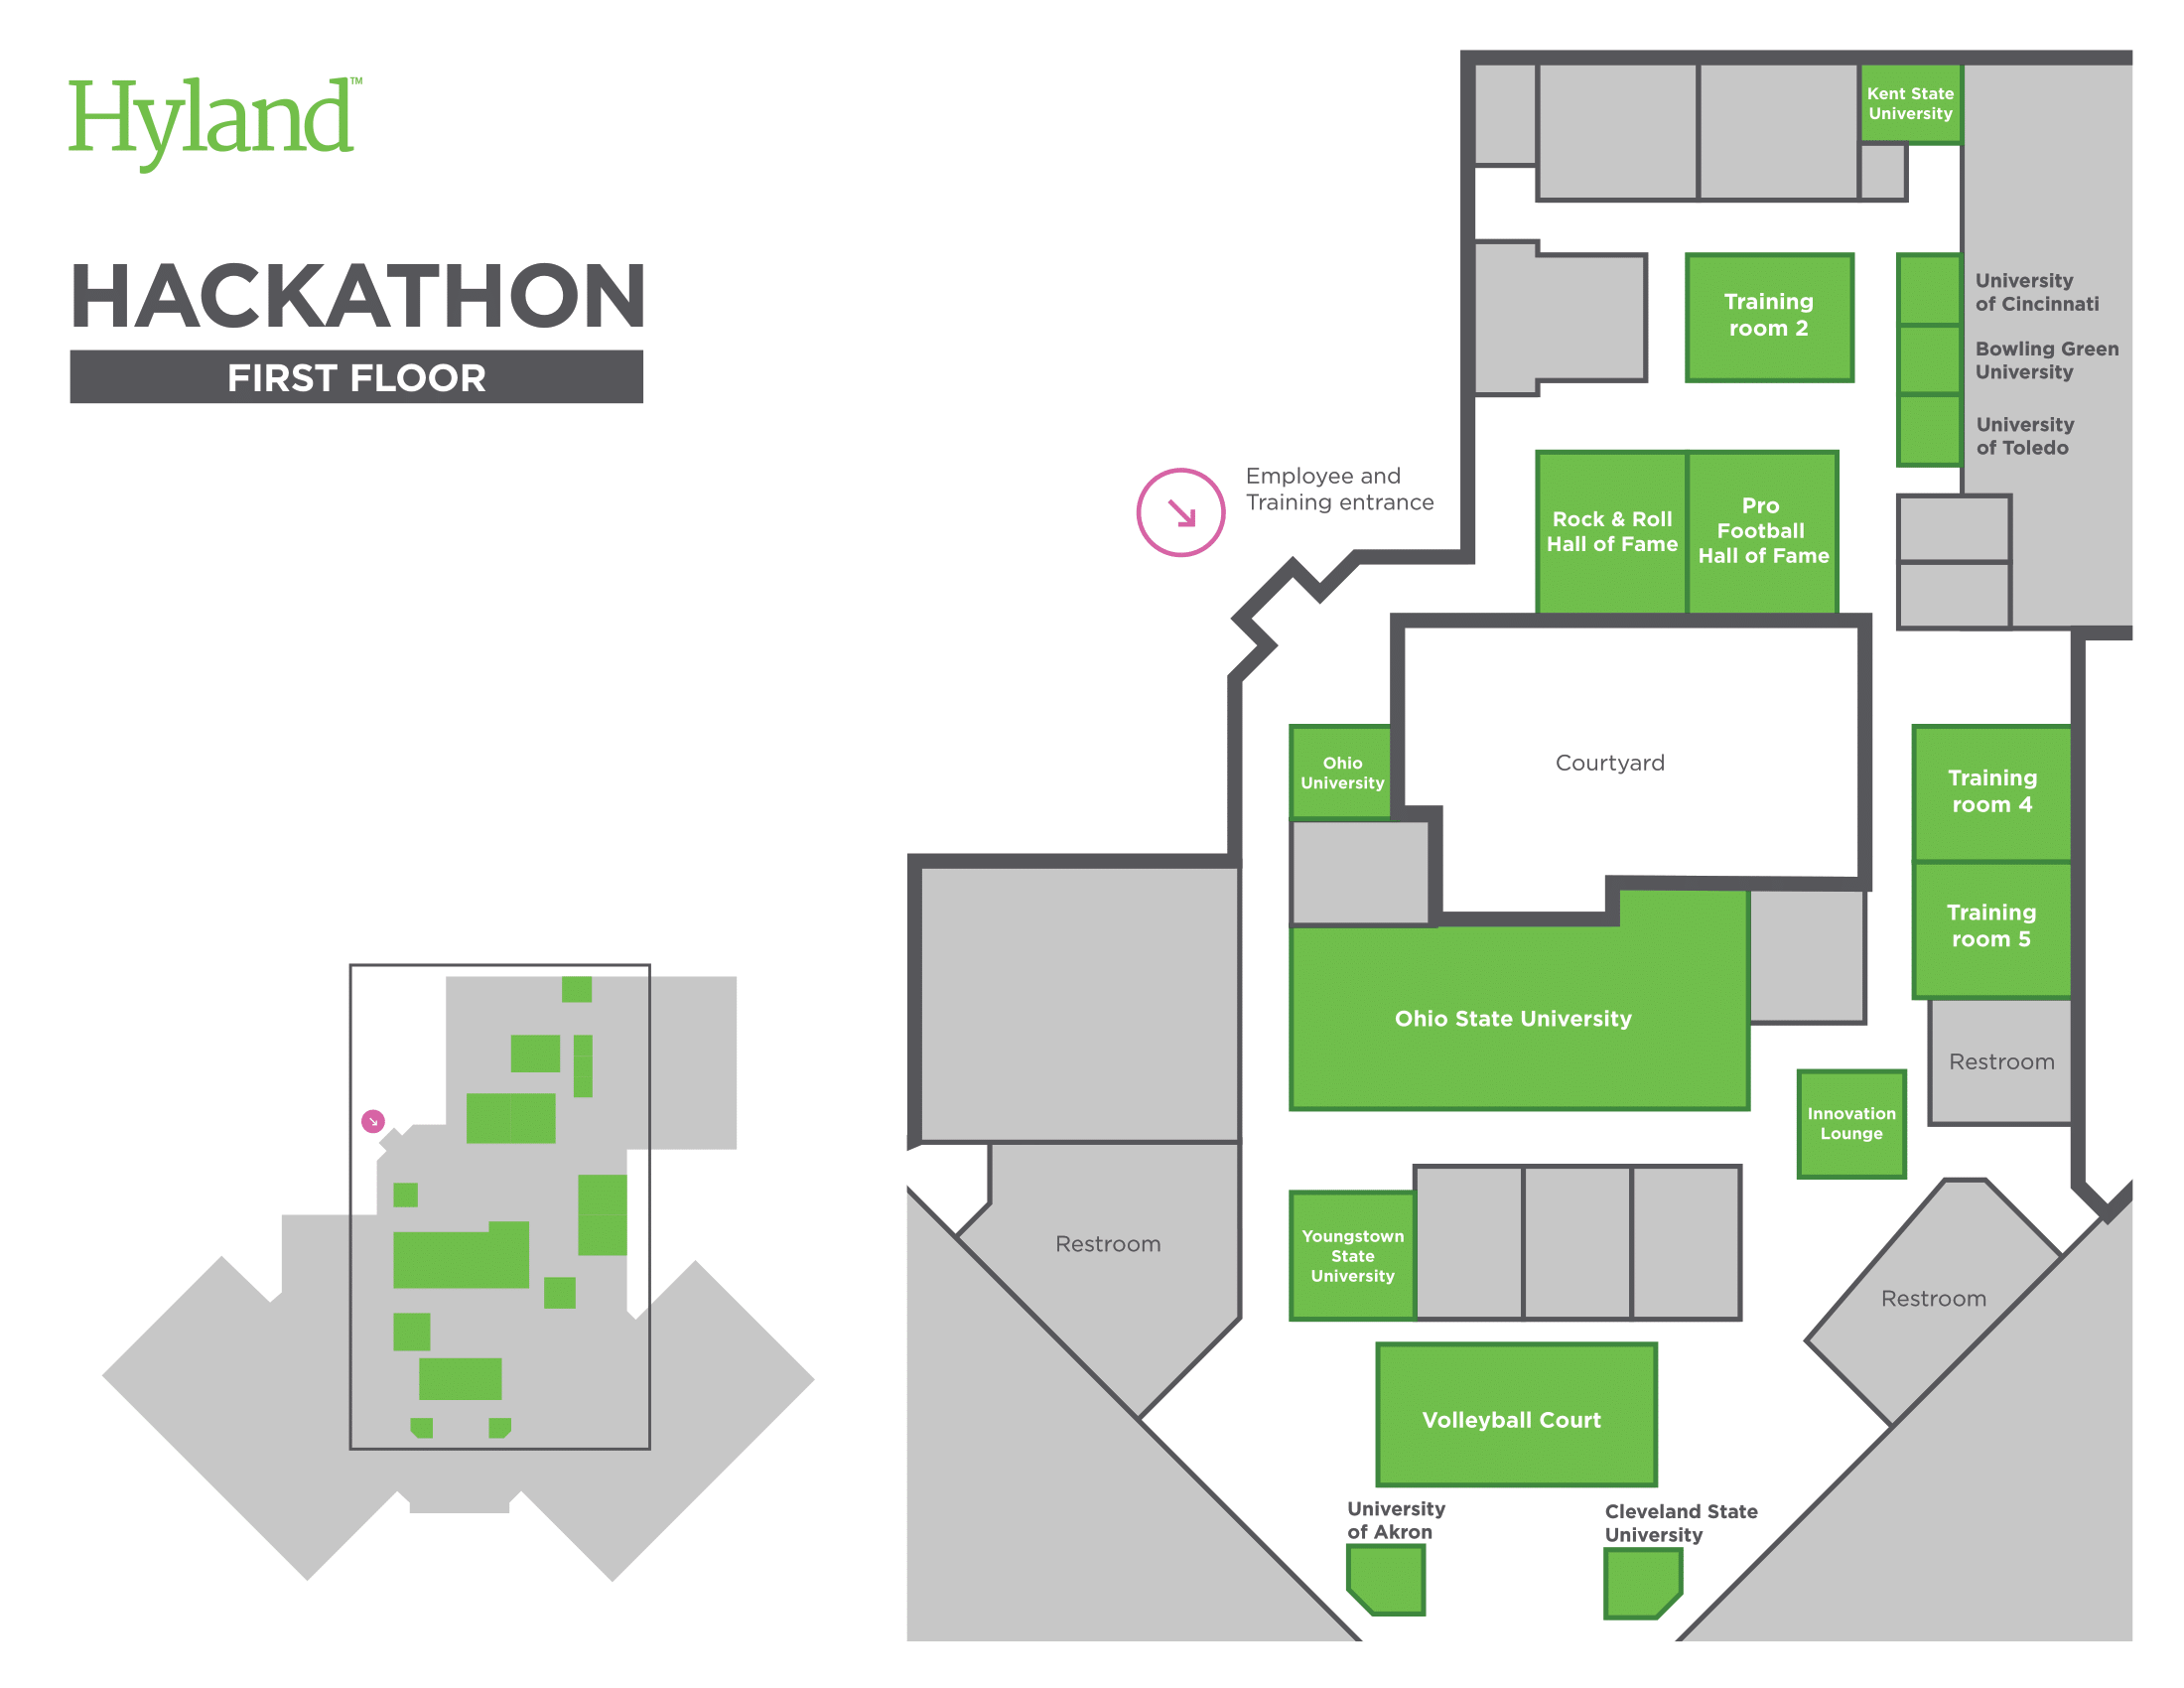 Hyland™
HACKATHON
FIRST FLOOR
Kent State
University
Training
room 2
University
of Cincinnati
Bowling Green
University
University
of Toledo
Employee and
Training entrance
Rock & Roll
Hall of Fame
Pro
Football
Hall of Fame
Ohio
University
Courtyard
Training
room 4
Training
room 5
Ohio State University
Restroom
Innovation
Lounge
Youngstown
State
University
Restroom
Restroom
Volleyball Court
University
of Akron
Cleveland State
University